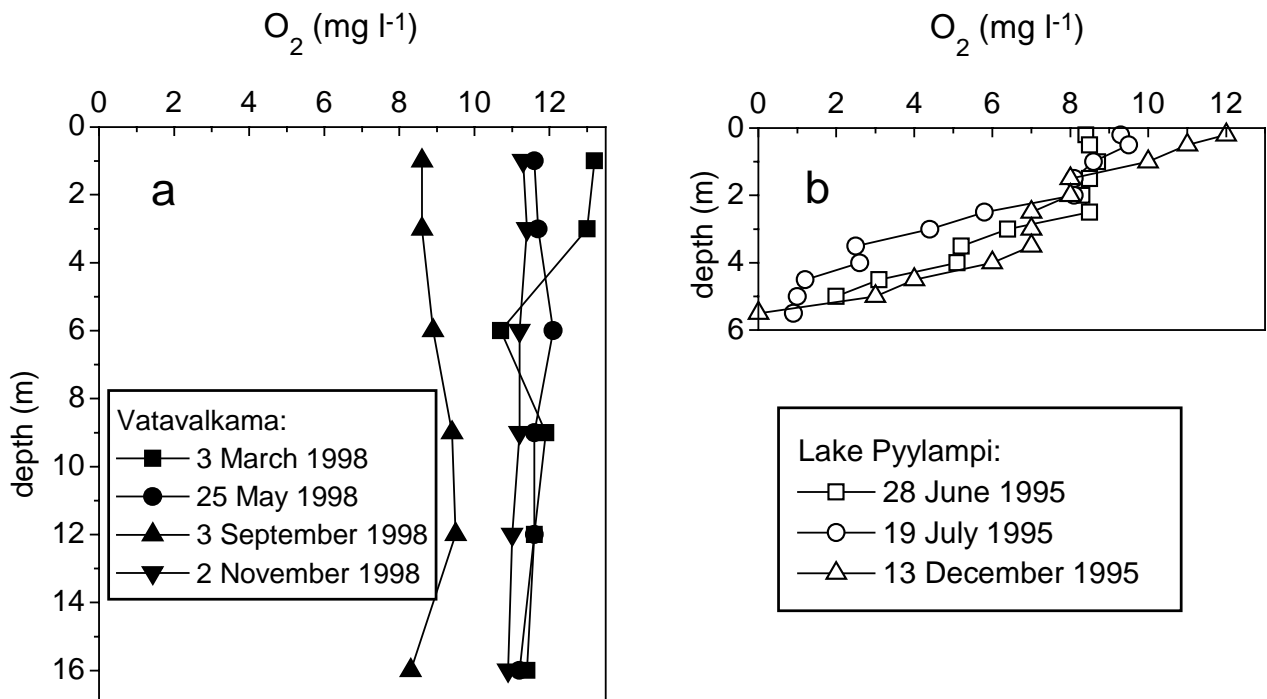 O2 (mg l-1)
0 2 4 6 8 10 12
0
2
4
6
8
10
12
14
16
depth (m)
a
Vatavalkama:
3 March 1998
25 May 1998
3 September 1998
2 November 1998
O2 (mg l-1)
0 2 4 6 8 10 12
0
2
4
6
depth (m)
b
Lake Pyylampi:
28 June 1995
19 July 1995
13 December 1995